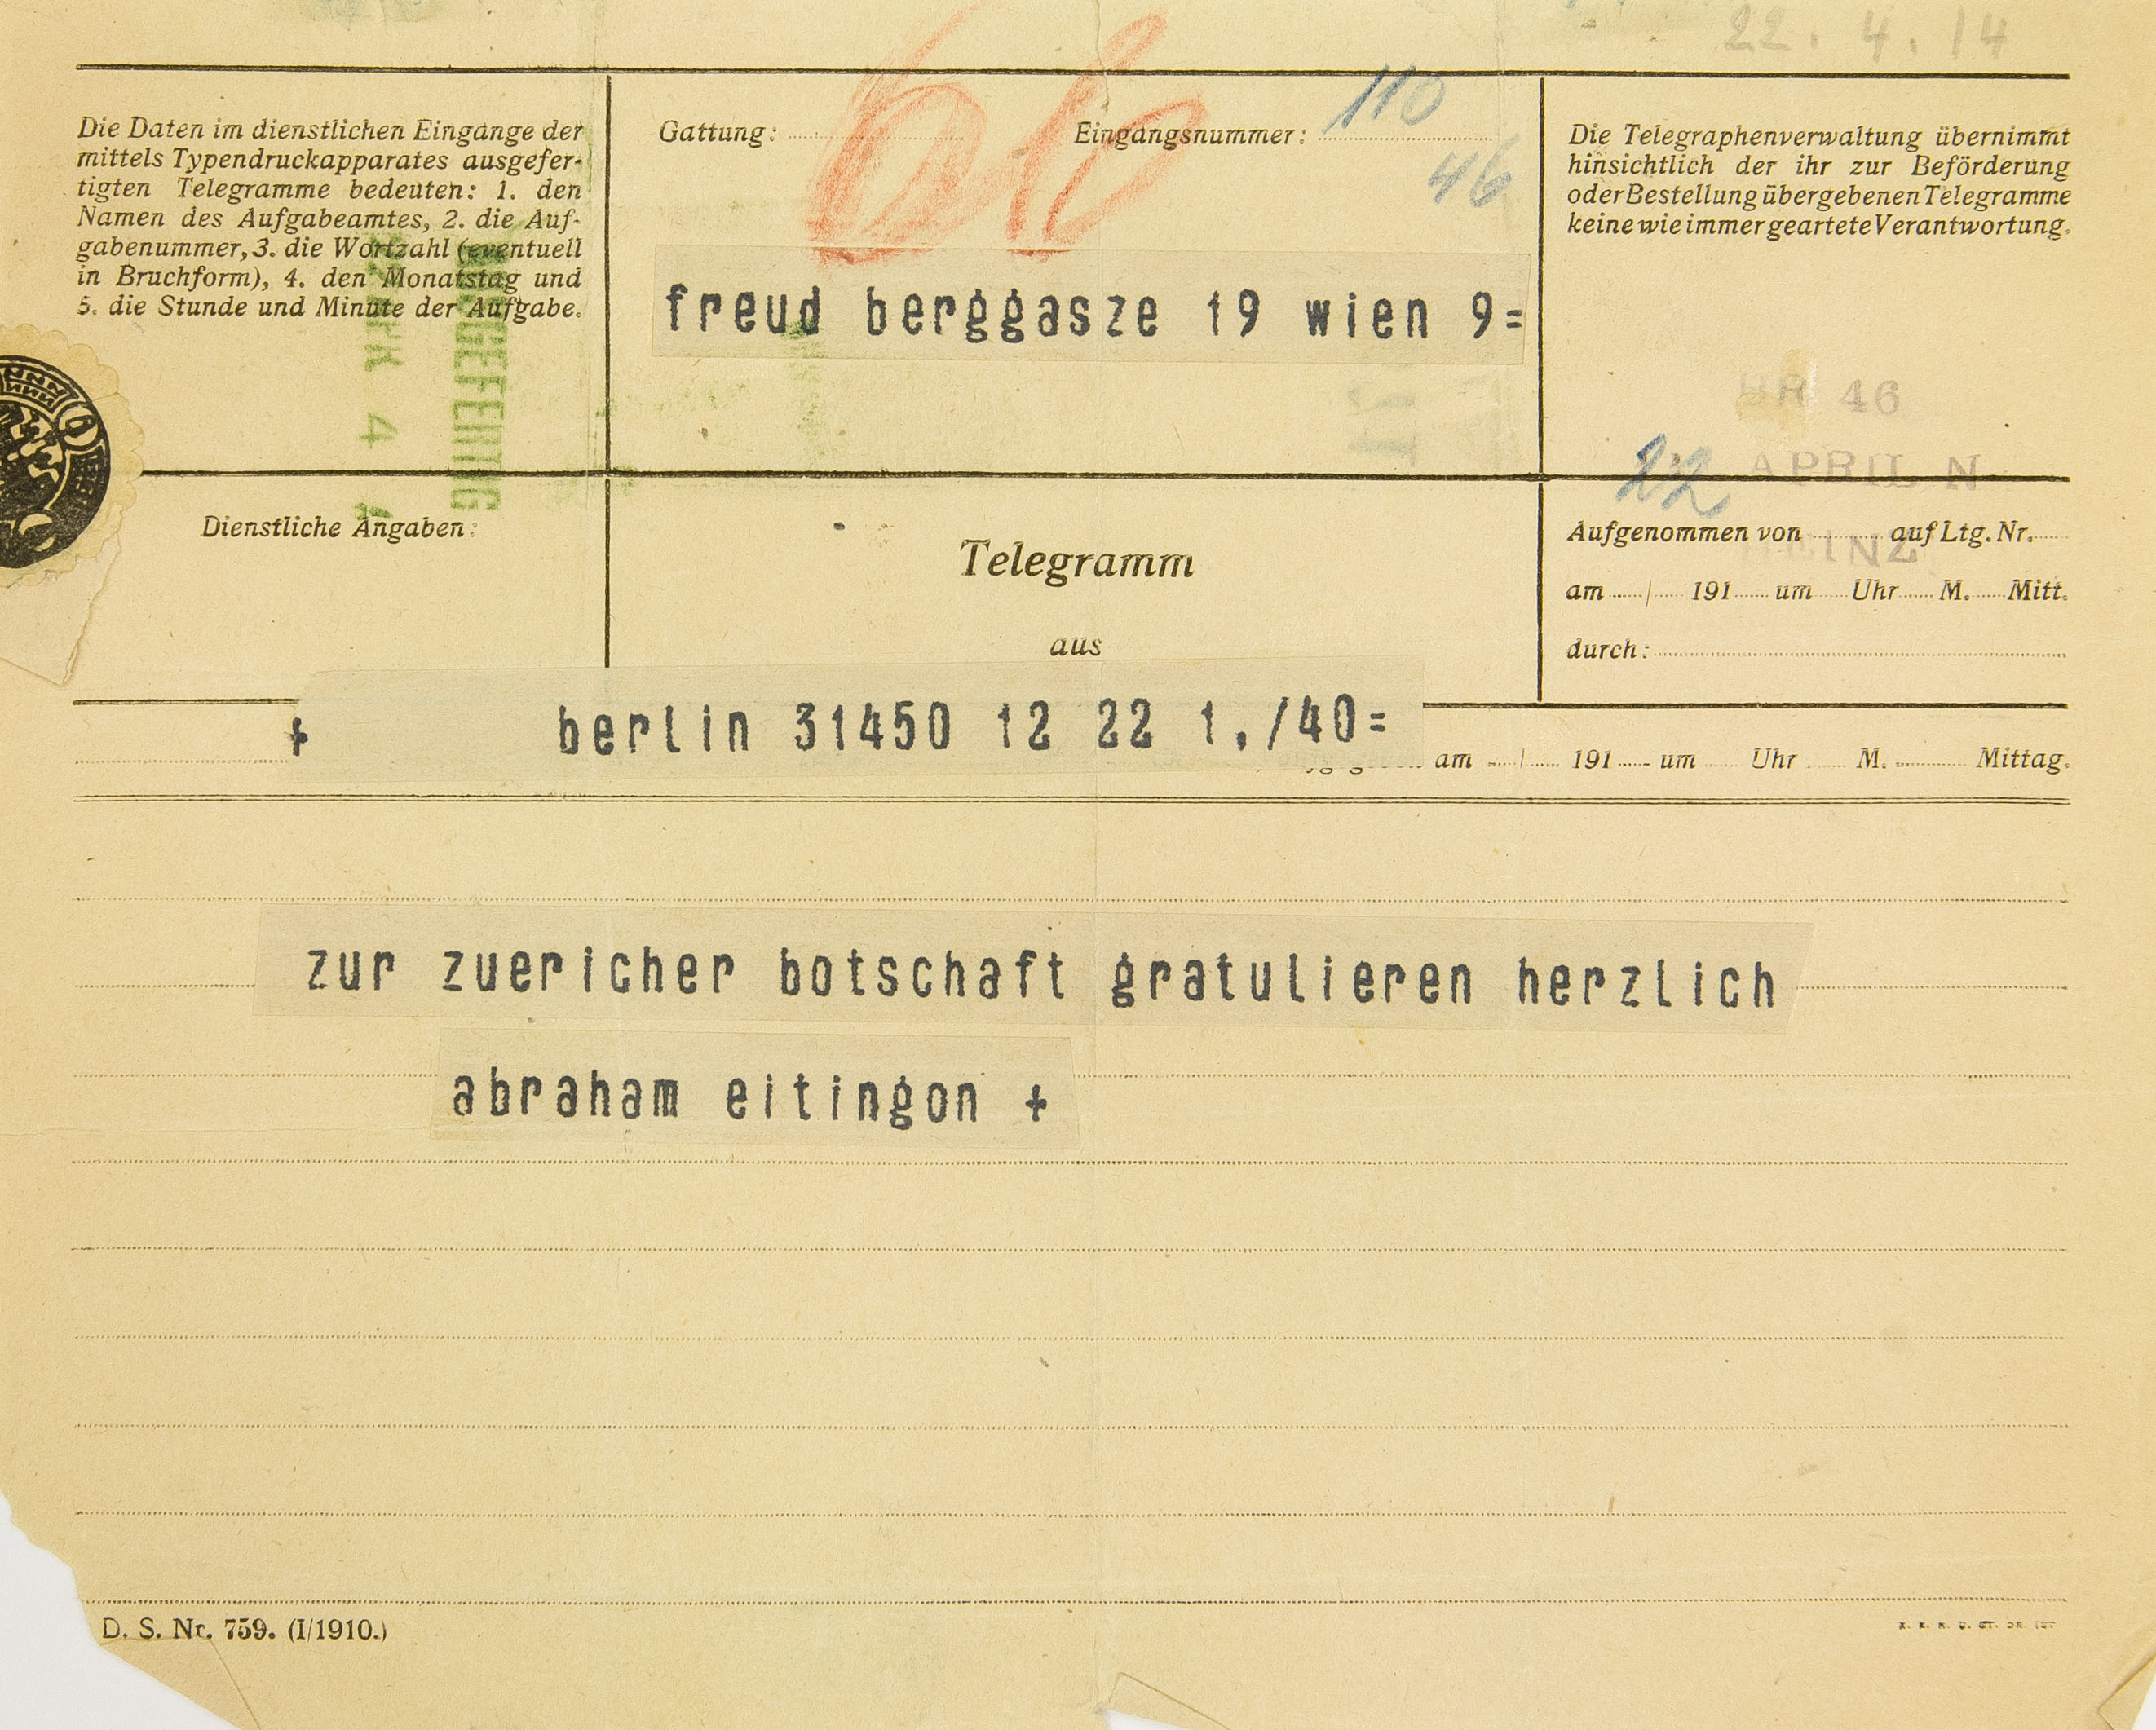 22. 4. 14
Die Daten im dienstlichen Eingange der
mittels Typendruckapparates ausgefer-
tigten Telegramme bedeuten: 1. den
Namen des Aufgabeamtes, 2. die Auf-
gabenummer, 3. die Wortzahl (eventuell
in Bruchform), 4. den Monatstag und
5. die Stunde und Minute der Aufgabe.
Gattung:
Eingangsnummer: 110
46
freud berggasze 19 wien 9=
Die Telegraphenverwaltung übernimmt
hinsichtlich der ihr zur Beförderung
oder Bestellung übergebenen Telegramme
keine wie immer geartete Verantwortung.
46
22 APRIL N
Dienstliche Angaben:
Telegramm
aus
Aufgenommen von auf Ltg. Nr.
am / 191 um Uhr M. Mitt.
durch:
+ berlin 31450 12 22 1,/40=
am / 191 um Uhr M. Mittag.
zur zuericher botschaft gratulieren herzlich
abraham eitingon +
D. S. Nr. 759. (I/1910.)